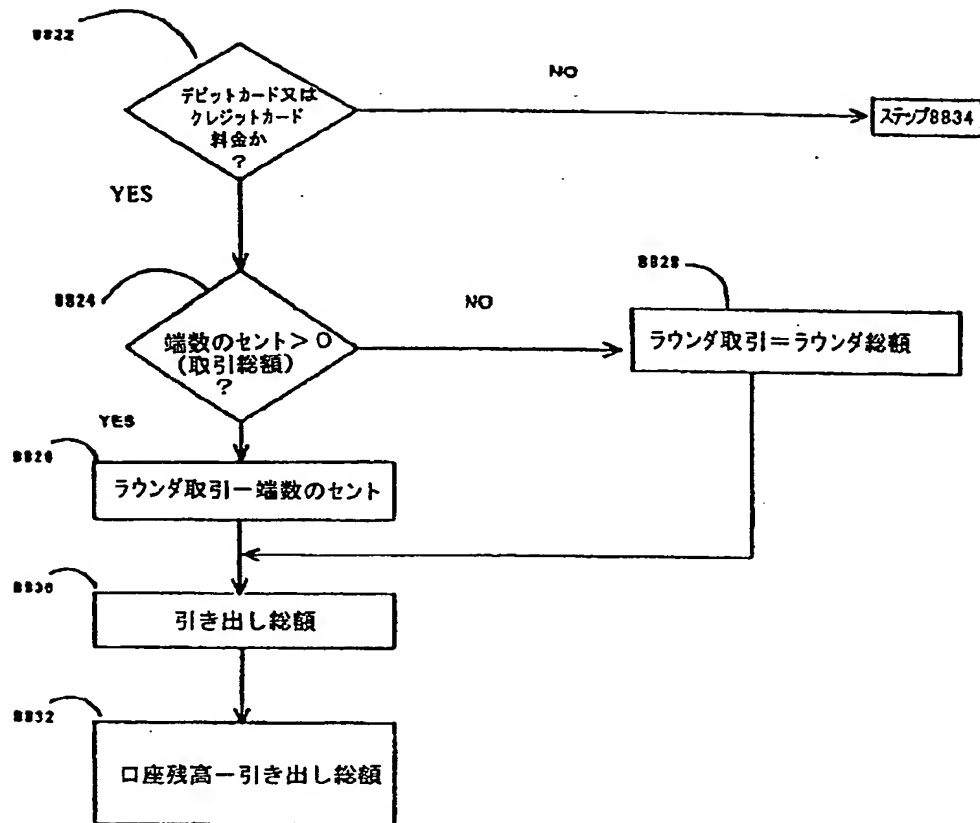 8822
デビットカード又は
クレジットカード
料金か
?
NO
ステップ8834
YES
8824
端数のセント>0
(取引総額)
?
NO
8828
ラウンダ取引=ラウンダ総額
YES
8826
ラウンダ取引ー端数のセント
8830
引き出し総額
8832
口座残高ー引き出し総額